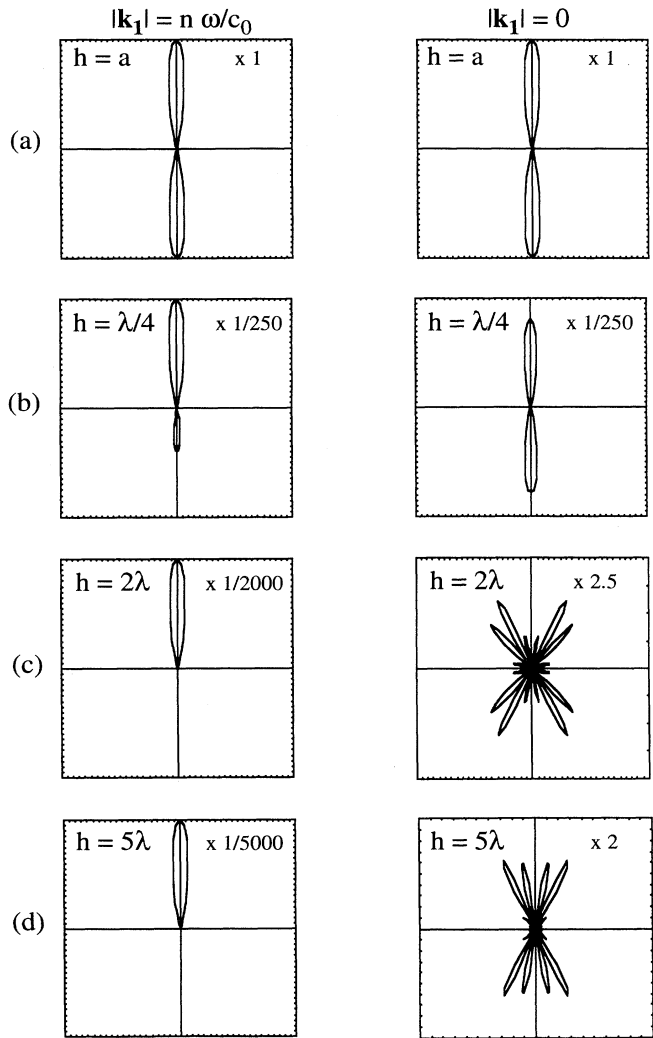 |k₁| = n ω/c₀ |k₁| = 0
(a) h = a x 1 h = a x 1
(b) h = λ/4 x 1/250 h = λ/4 x 1/250
(c) h = 2λ x 1/2000 h = 2λ x 2.5
(d) h = 5λ x 1/5000 h = 5λ x 2